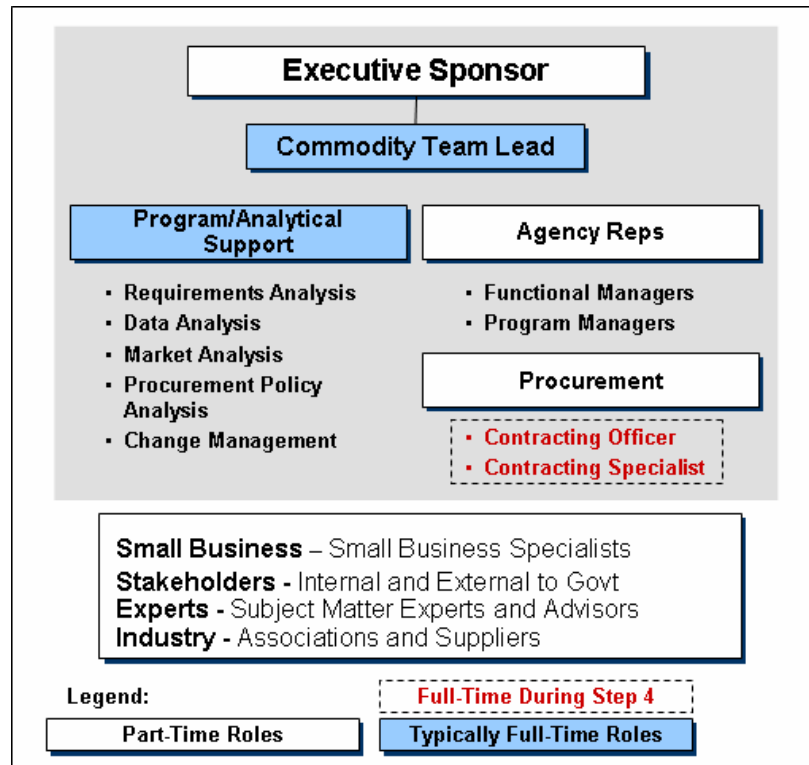 Executive Sponsor
Commodity Team Lead
Program/Analytical
Support
▪ Requirements Analysis
▪ Data Analysis
▪ Market Analysis
▪ Procurement Policy
Analysis
▪ Change Management
Agency Reps
▪ Functional Managers
▪ Program Managers
Procurement
▪ Contracting Officer
▪ Contracting Specialist
Small Business – Small Business Specialists
Stakeholders - Internal and External to Govt
Experts - Subject Matter Experts and Advisors
Industry - Associations and Suppliers
Legend:
Full-Time During Step 4
Part-Time Roles
Typically Full-Time Roles